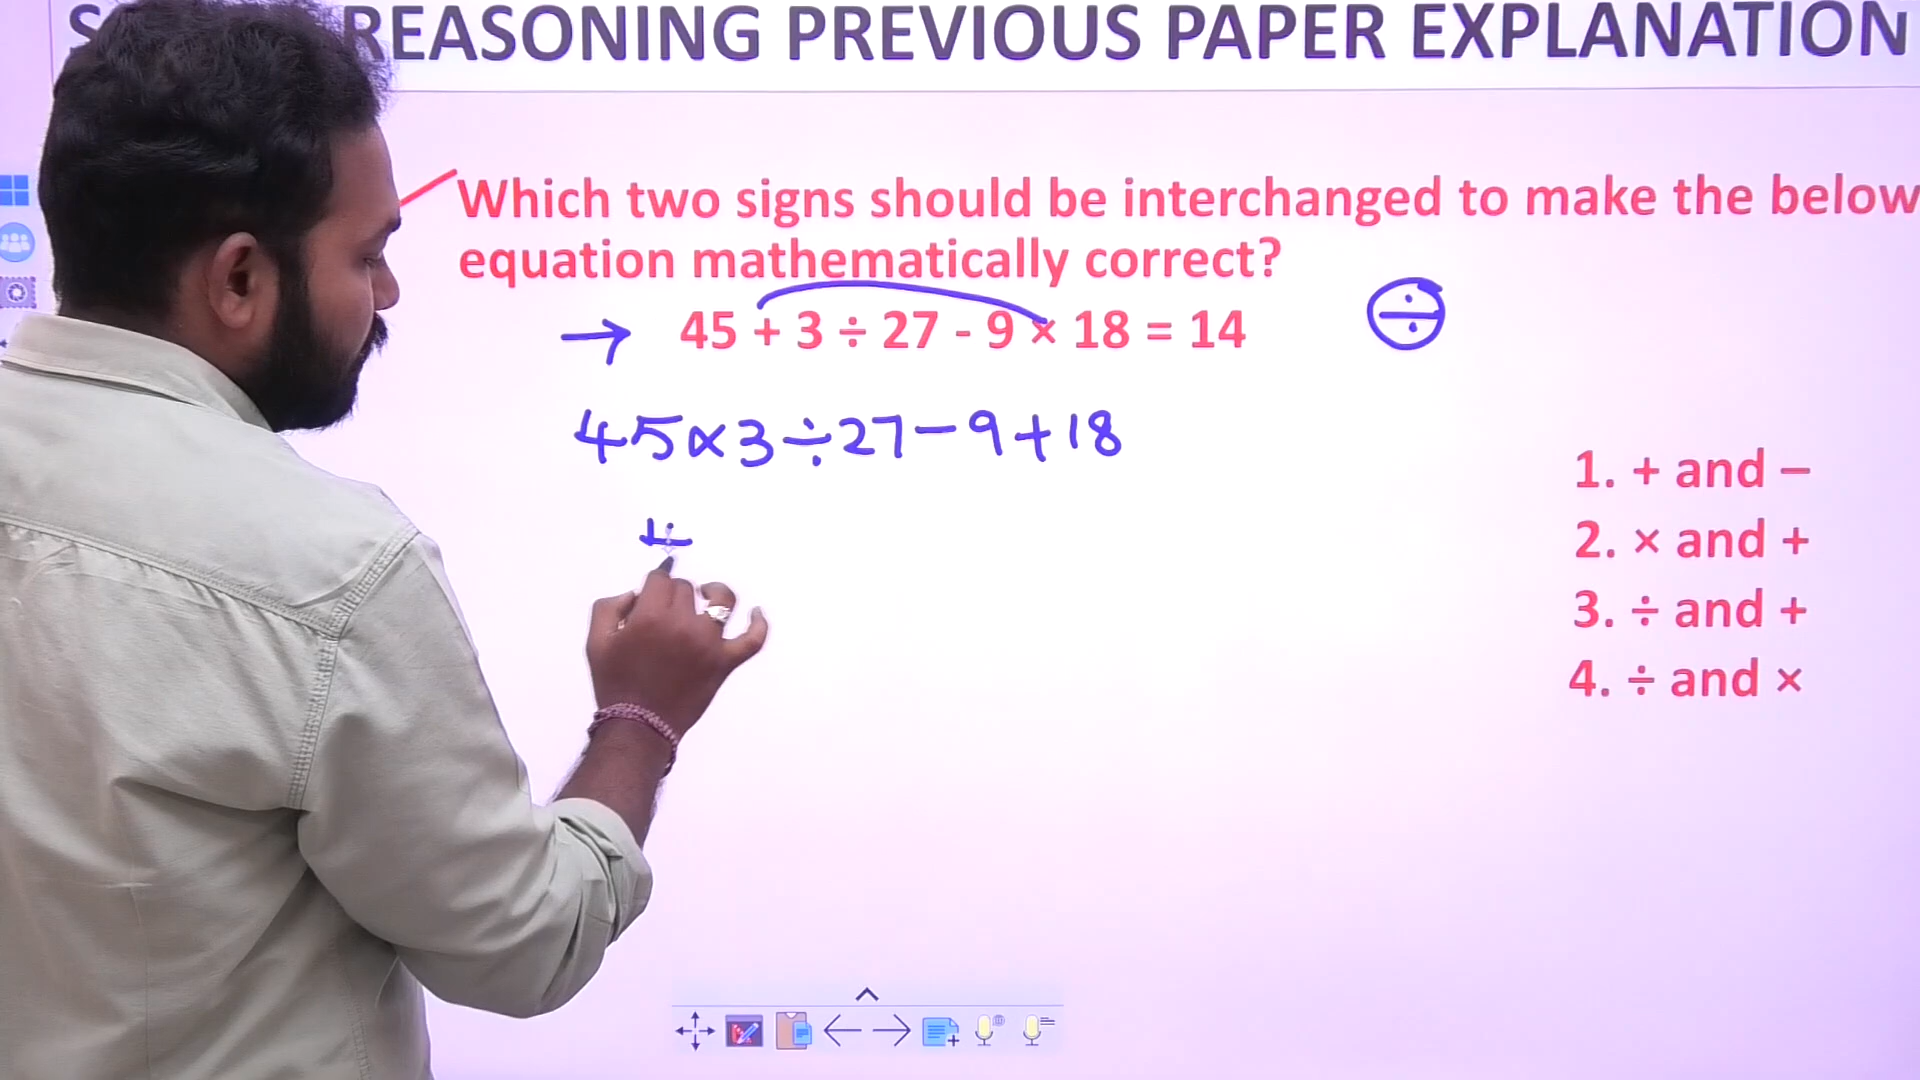 REASONING PREVIOUS PAPER EXPLANATION
Which two signs should be interchanged to make the below
equation mathematically correct?
→ 45 + 3 ÷ 27 - 9 × 18 = 14
÷
45×3÷27-9+18
4
1. + and –
2. × and +
3. ÷ and +
4. ÷ and ×